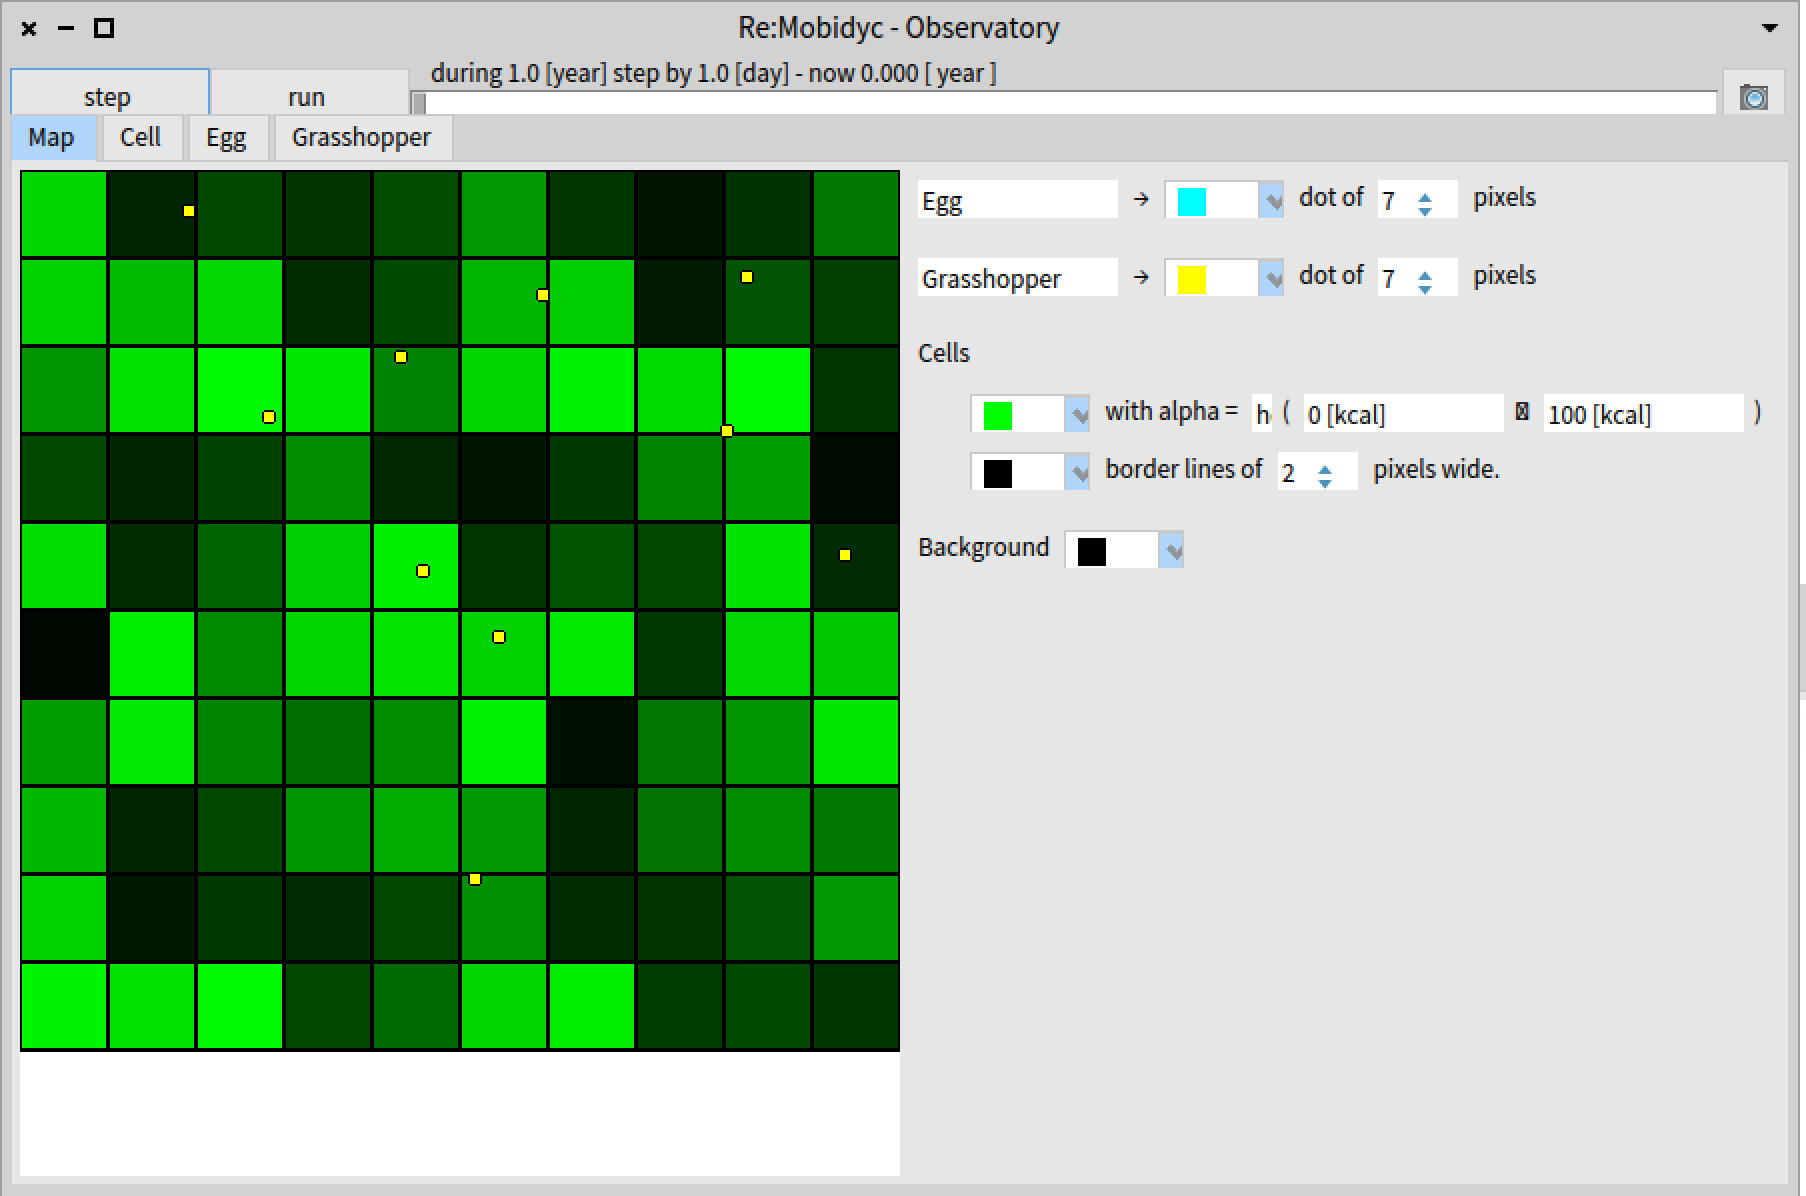 Re:Mobidyc - Observatory
during 1.0 [year] step by 1.0 [day] - now 0.000 [ year ]
step run
Map Cell Egg Grasshopper
Egg → dot of 7 pixels
Grasshopper → dot of 7 pixels
Cells
with alpha = h ( 0 [kcal] 100 [kcal] )
border lines of 2 pixels wide.
Background